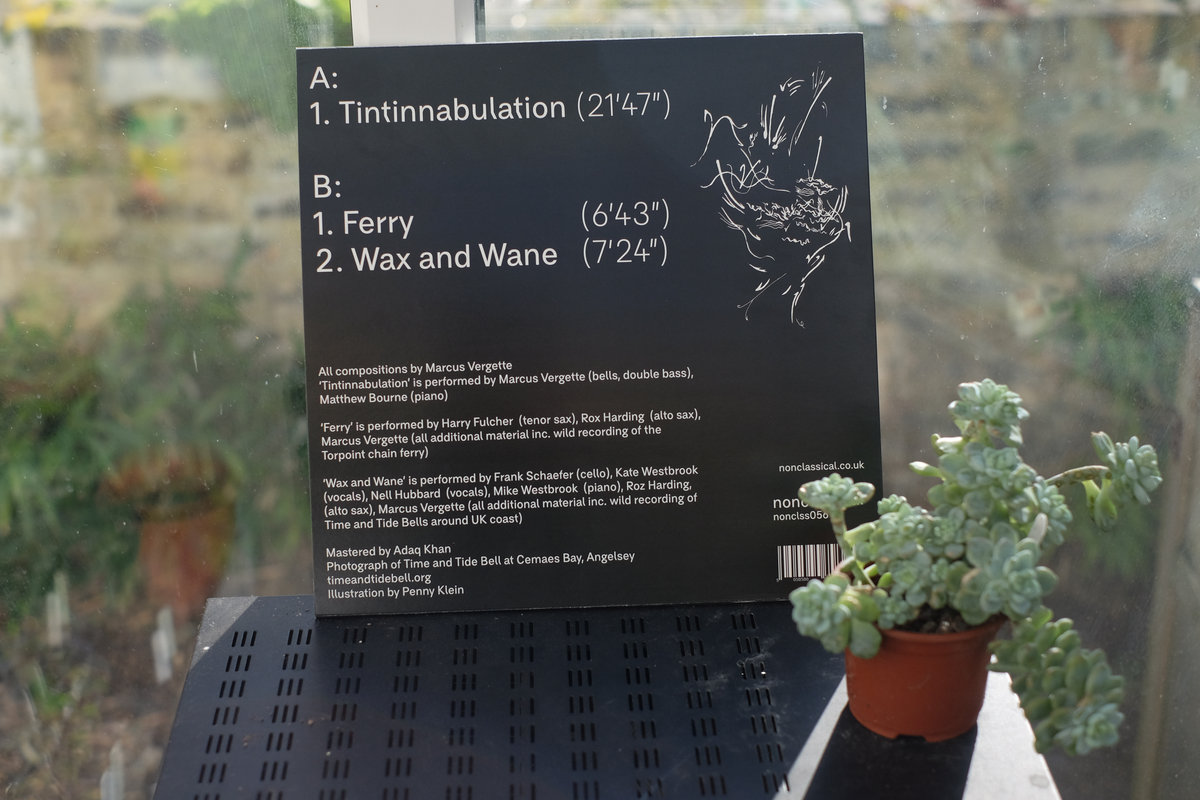 A:
1. Tintinnabulation (21'47")
B:
1. Ferry (6'43")
2. Wax and Wane (7'24")
All compositions by Marcus Vergette
'Tintinnabulation' is performed by Marcus Vergette (bells, double bass),
Matthew Bourne (piano)
'Ferry' is performed by Harry Fulcher (tenor sax), Rox Harding (alto sax),
Marcus Vergette (all additional material inc. wild recording of the
Torpoint chain ferry)
'Wax and Wane' is performed by Frank Schaefer (cello), Kate Westbrook
(vocals), Nell Hubbard (vocals), Mike Westbrook (piano), Roz Harding,
(alto sax), Marcus Vergette (all additional material inc. wild recording of
Time and Tide Bells around UK coast)
Mastered by Adaq Khan
Photograph of Time and Tide Bell at Cemaes Bay, Angelsey
timeandtidebell.org
Illustration by Penny Klein
nonclassical.co.uk